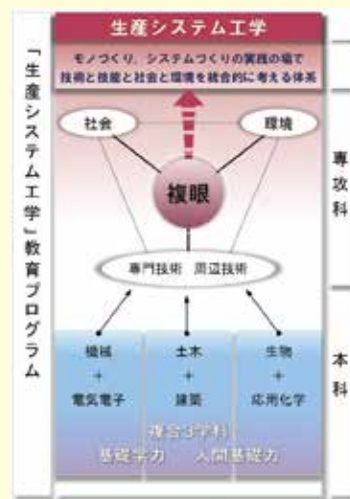 生産システム工学
モノづくり,システムづくりの実践の場で
技術と技能と社会と環境を統合的に考える体系
社会
環境
複眼
専門技術 周辺技術
機械
+
電気電子
土木
+
建築
生物
+
応用化学
複合3学科
基礎学力 人間基礎力
「生産システム工学」教育プログラム
専攻科
本科